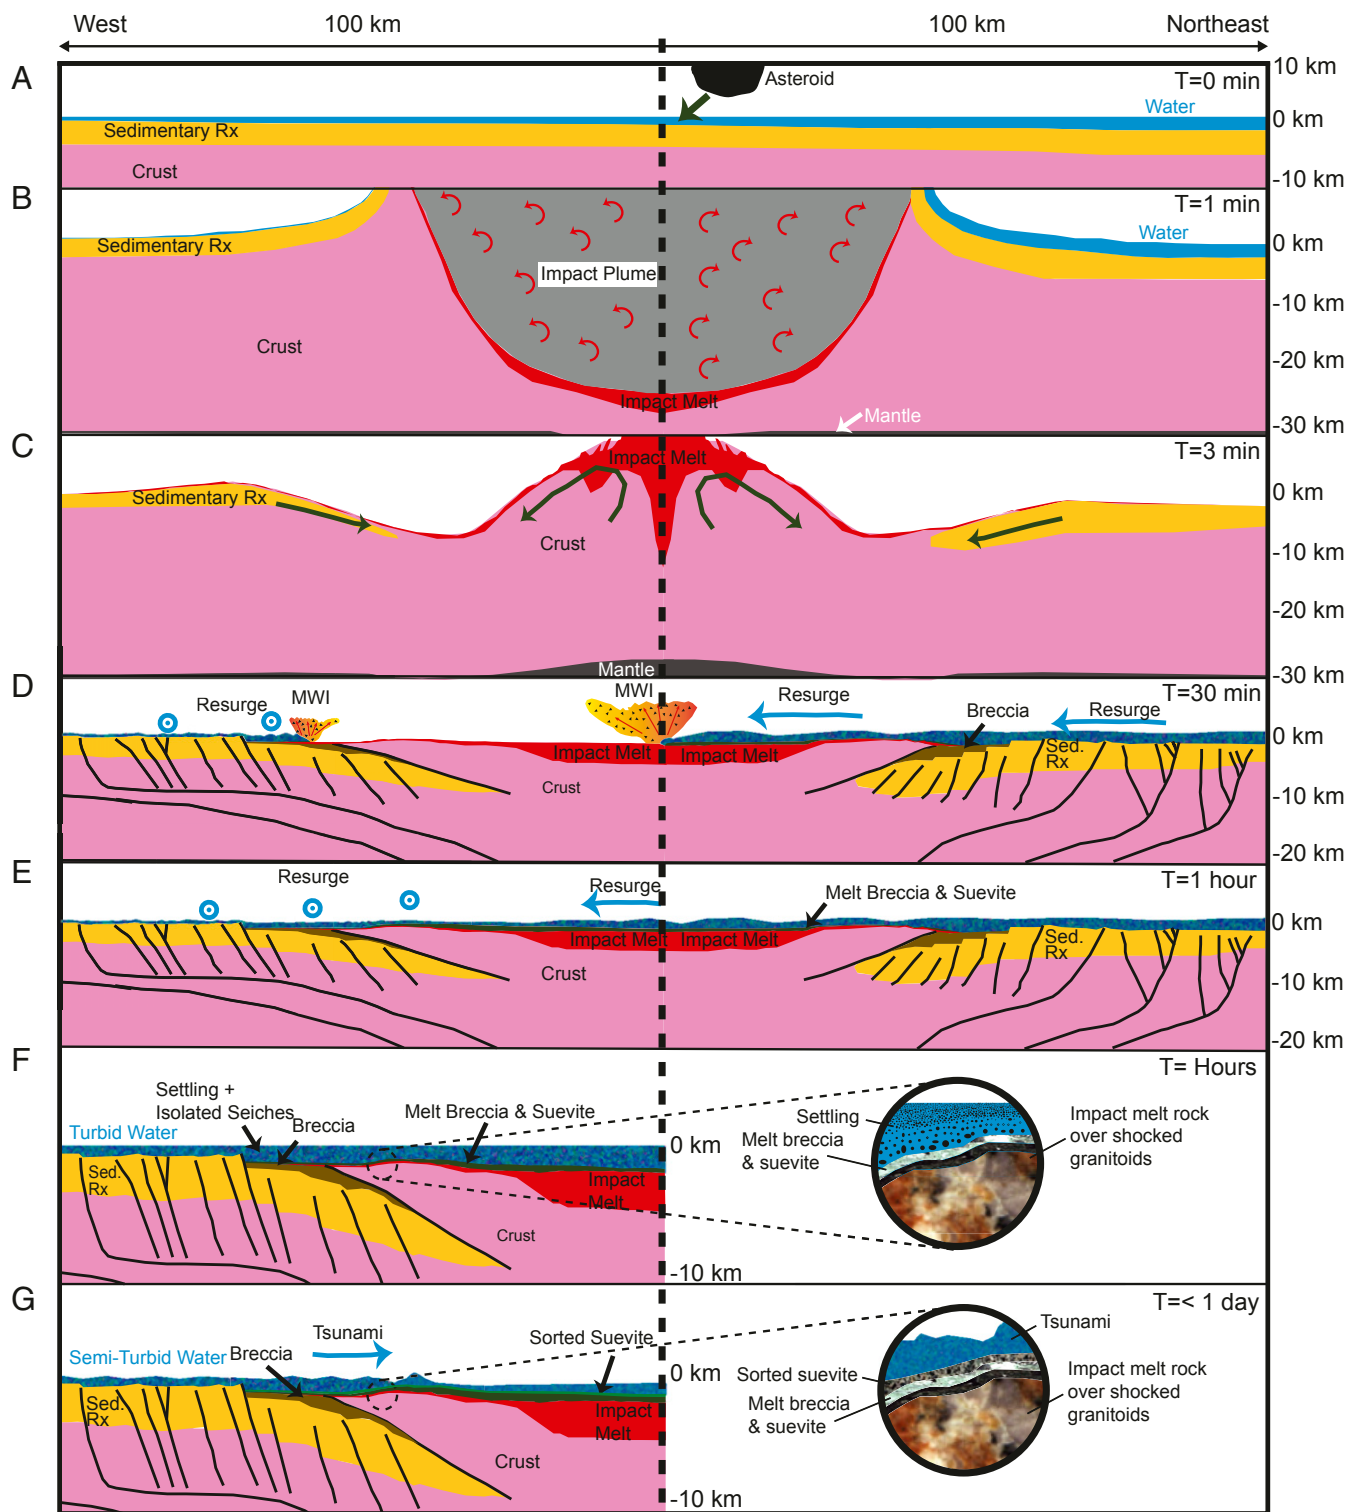 West 100 km 100 km Northeast
A
10 km
T=0 min
Asteroid
Water
0 km
Sedimentary Rx
Crust
-10 km
B
T=1 min
Water
0 km
Sedimentary Rx
Impact Plume
-10 km
Crust
-20 km
Impact Melt
Mantle
-30 km
C
T=3 min
Impact Melt
0 km
Sedimentary Rx
Crust
-10 km
-20 km
Mantle
-30 km
D
T=30 min
Resurge
MWI
MWI
Resurge
Breccia
Resurge
0 km
Impact Melt
Impact Melt
Sed.
Rx
Crust
-10 km
-20 km
E
T=1 hour
Resurge
Resurge
Melt Breccia & Suevite
0 km
Impact Melt
Impact Melt
Sed.
Rx
Crust
-10 km
-20 km
F
T= Hours
Settling +
Isolated Seiches
Breccia
Melt Breccia & Suevite
Turbid Water
0 km
Sed.
Rx
Impact
Melt
Crust
-10 km
Settling
Melt breccia
& suevite
Impact melt rock
over shocked
granitoids
G
T=< 1 day
Tsunami
Sorted Suevite
Semi-Turbid Water
Breccia
0 km
Sed.
Rx
Impact
Melt
Crust
-10 km
Tsunami
Sorted suevite
Melt breccia
& suevite
Impact melt rock
over shocked
granitoids